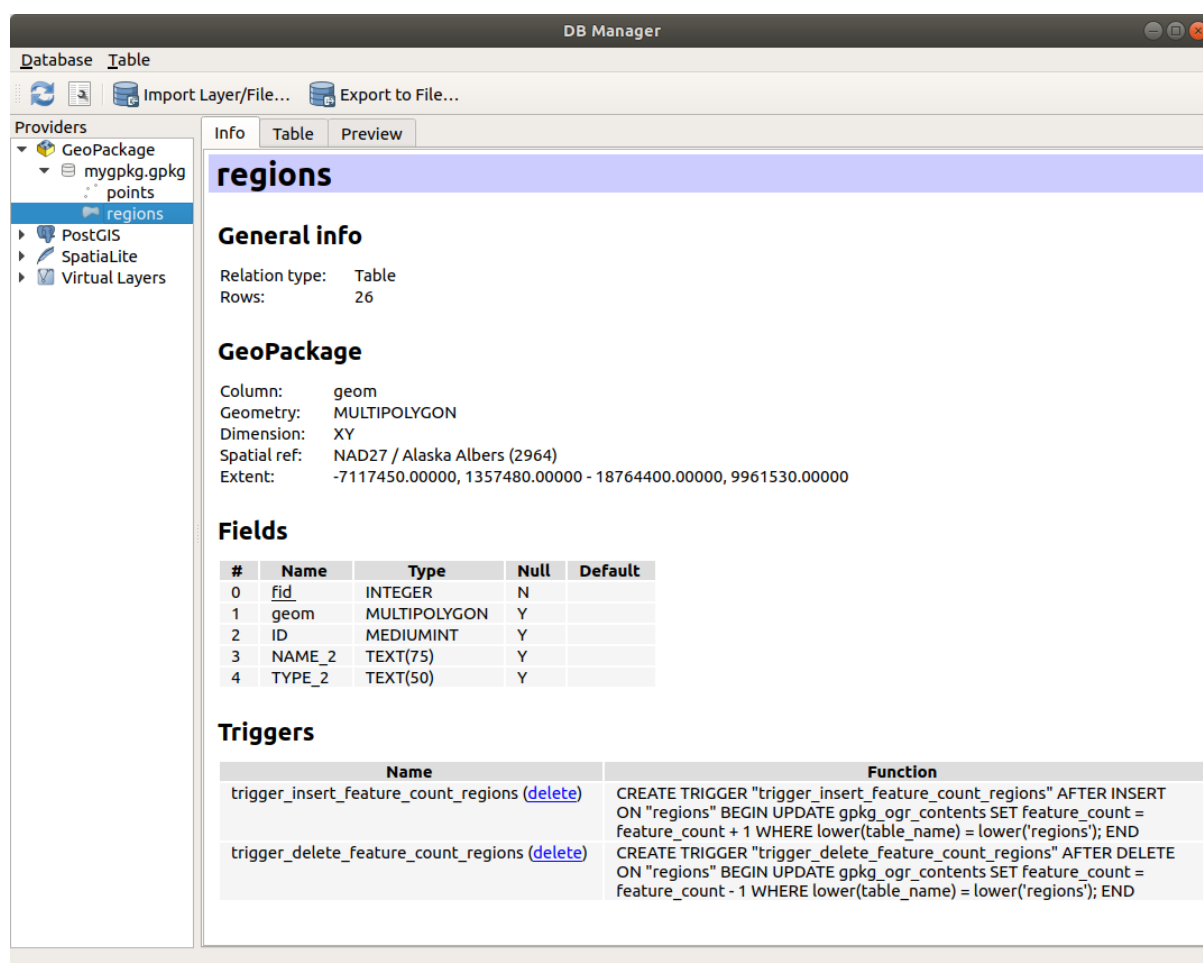 DB Manager
Database Table
Import Layer/File... Export to File...
Providers
GeoPackage
mygpkg.gpkg
points
regions
PostGIS
SpatiaLite
Virtual Layers
Info Table Preview
regions
General info
Relation type: Table
Rows: 26
GeoPackage
Column: geom
Geometry: MULTIPOLYGON
Dimension: XY
Spatial ref: NAD27 / Alaska Albers (2964)
Extent: -7117450.00000, 1357480.00000 - 18764400.00000, 9961530.00000
Fields
# Name Type Null Default
0 fid INTEGER N
1 geom MULTIPOLYGON Y
2 ID MEDIUMINT Y
3 NAME_2 TEXT(75) Y
4 TYPE_2 TEXT(50) Y
Triggers
Name Function
trigger_insert_feature_count_regions (delete) CREATE TRIGGER "trigger_insert_feature_count_regions" AFTER INSERT
ON "regions" BEGIN UPDATE gpkg_ogr_contents SET feature_count =
feature_count + 1 WHERE lower(table_name) = lower('regions'); END
trigger_delete_feature_count_regions (delete) CREATE TRIGGER "trigger_delete_feature_count_regions" AFTER DELETE
ON "regions" BEGIN UPDATE gpkg_ogr_contents SET feature_count =
feature_count - 1 WHERE lower(table_name) = lower('regions'); END